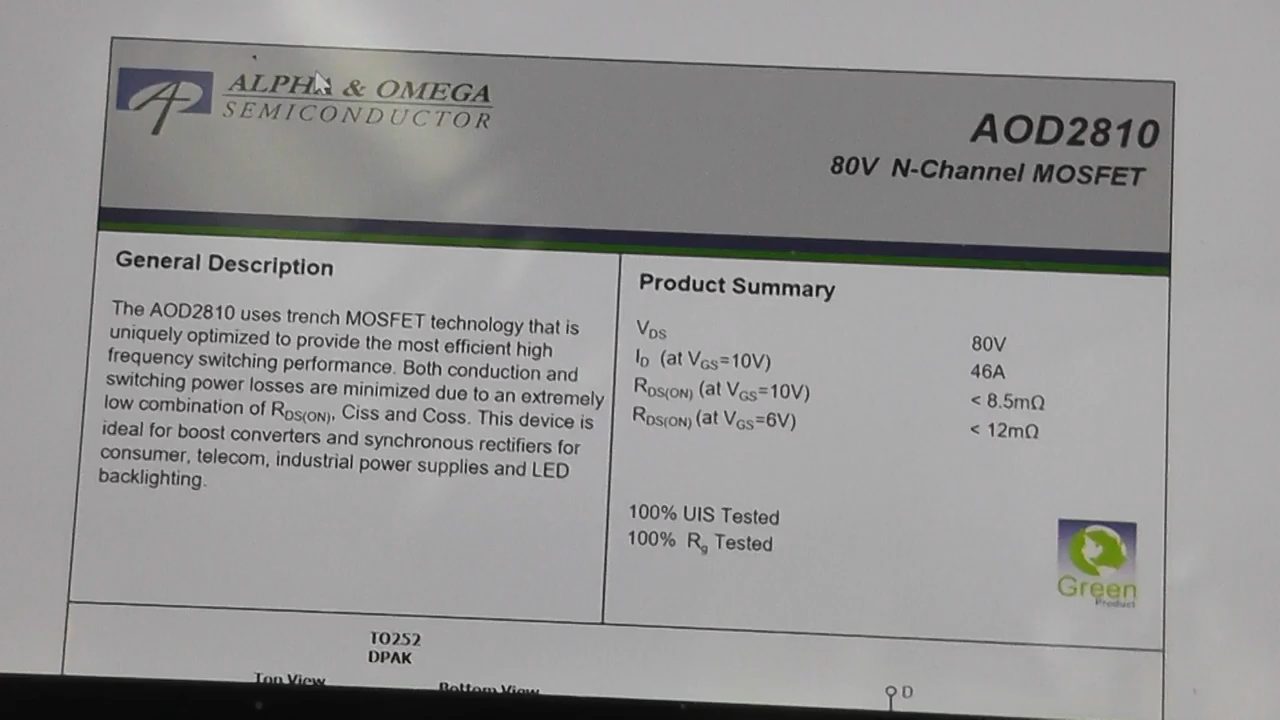 ALPHA & OMEGA
SEMICONDUCTOR
AOD2810
80V N-Channel MOSFET
General Description
The AOD2810 uses trench MOSFET technology that is
uniquely optimized to provide the most efficient high
frequency switching performance. Both conduction and
switching power losses are minimized due to an extremely
low combination of RDS(ON), Ciss and Coss. This device is
ideal for boost converters and synchronous rectifiers for
consumer, telecom, industrial power supplies and LED
backlighting.
Product Summary
VDS 80V
ID (at VGS=10V) 46A
RDS(ON) (at VGS=10V) < 8.5mΩ
RDS(ON) (at VGS=6V) < 12mΩ
100% UIS Tested
100% Rg Tested
Green
Product
TO252
DPAK
Top View
Bottom View
D